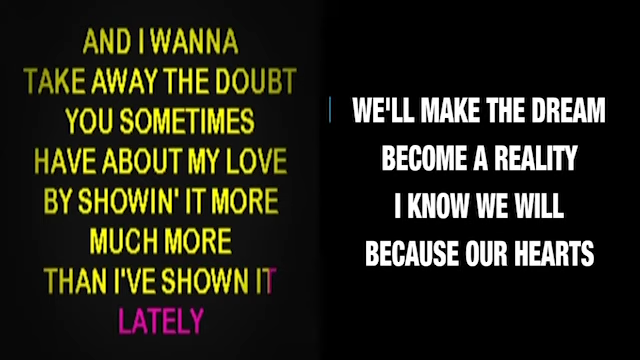 AND I WANNA
TAKE AWAY THE DOUBT
YOU SOMETIMES
HAVE ABOUT MY LOVE
BY SHOWIN' IT MORE
MUCH MORE
THAN I'VE SHOWN IT
LATELY
WE'LL MAKE THE DREAM
BECOME A REALITY
I KNOW WE WILL
BECAUSE OUR HEARTS